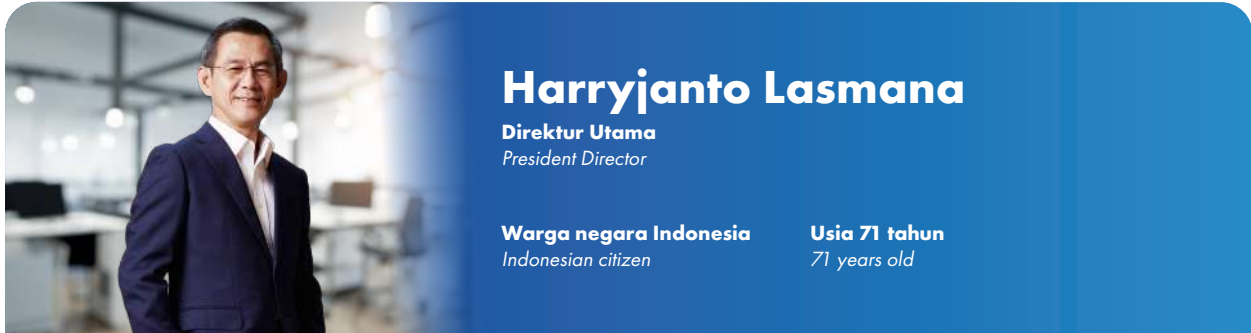 Harryjanto Lasmana
Direktur Utama
President Director
Warga negara Indonesia
Indonesian citizen
Usia 71 tahun
71 years old